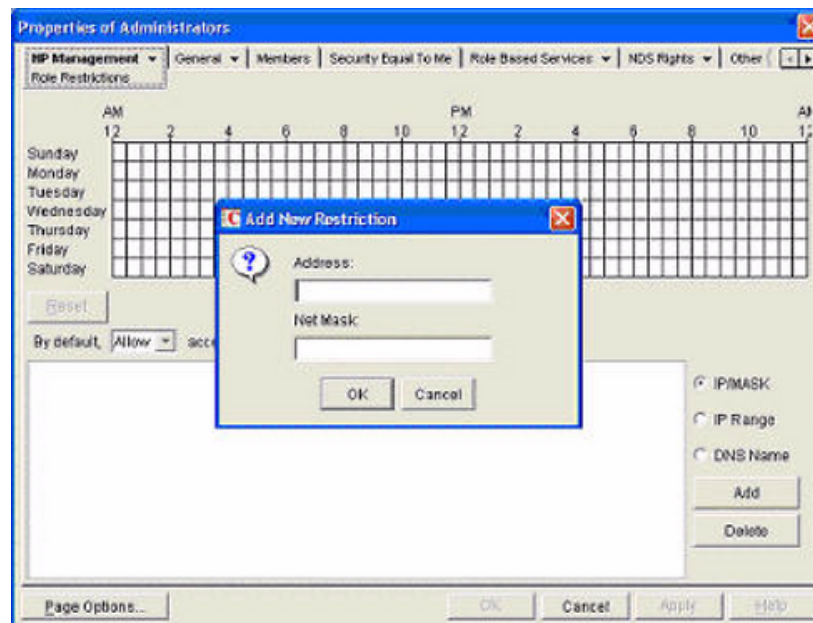 Properties of Administrators
HP Management General Members Security Equal To Me Role Based Services NDS Rights Other
Role Restrictions
AM PM AM
12 2 4 6 8 10 12 2 4 6 8 10 12
Sunday
Monday
Tuesday
Wednesday
Thursday
Friday
Saturday
Reset
By default, Allow
Add New Restriction
Address:
Net Mask:
OK Cancel
IP/MASK
IP Range
DNS Name
Add
Delete
Page Options... OK Cancel Apply Help